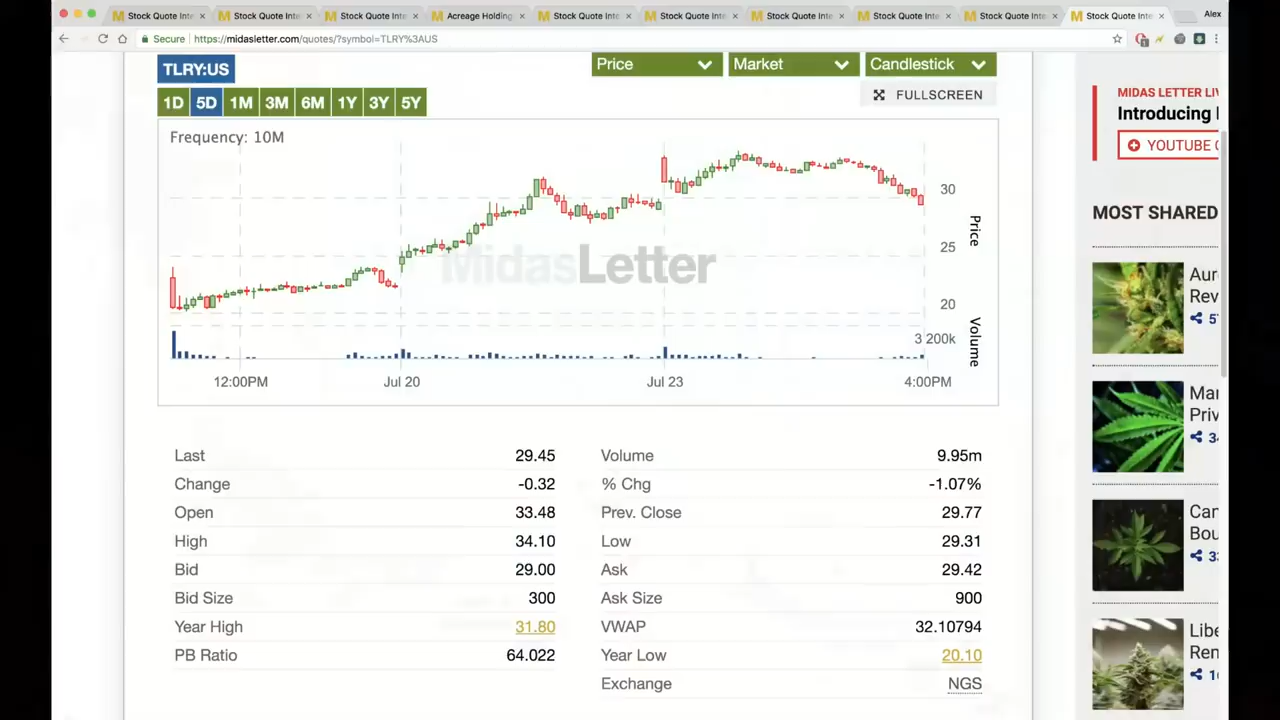 Stock Quote Inte
Stock Quote Inte
Stock Quote Inte
Acreage Holding
Stock Quote Inte
Stock Quote Inte
Stock Quote Inte
Stock Quote Inte
Stock Quote Inte
Stock Quote Inte
Alex
Secure
https://midasletter.com/quotes/?symbol=TLRY%3AUS
TLRY:US
Price
Market
Candlestick
1D 5D 1M 3M 6M 1Y 3Y 5Y
FULLSCREEN
Frequency: 10M
30
25
20
Price
MidasLetter
3 200k
Volume
12:00PM
Jul 20
Jul 23
4:00PM
Last 29.45
Volume 9.95m
Change -0.32
% Chg -1.07%
Open 33.48
Prev. Close 29.77
High 34.10
Low 29.31
Bid 29.00
Ask 29.42
Bid Size 300
Ask Size 900
Year High 31.80
VWAP 32.10794
PB Ratio 64.022
Year Low 20.10
Exchange NGS
MIDAS LETTER LIV
Introducing
YOUTUBE
MOST SHARED
Aur
Rev
5
Mar
Priv
3
Can
Bou
3
Libe
Ren
1